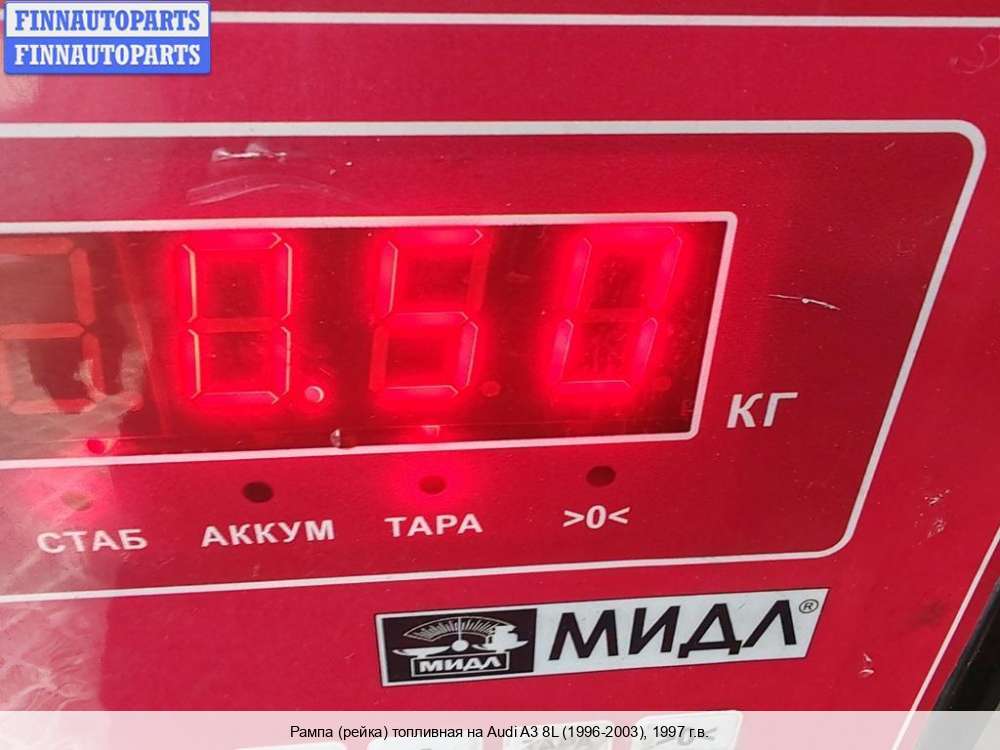 FINNAUTOPARTS
FINNAUTOPARTS
0.50
КГ
СТАБ АККУМ ТАРА >0<
МИДЛ МИДЛ®
Рампа (рейка) топливная на Audi A3 8L (1996-2003), 1997 г.в.